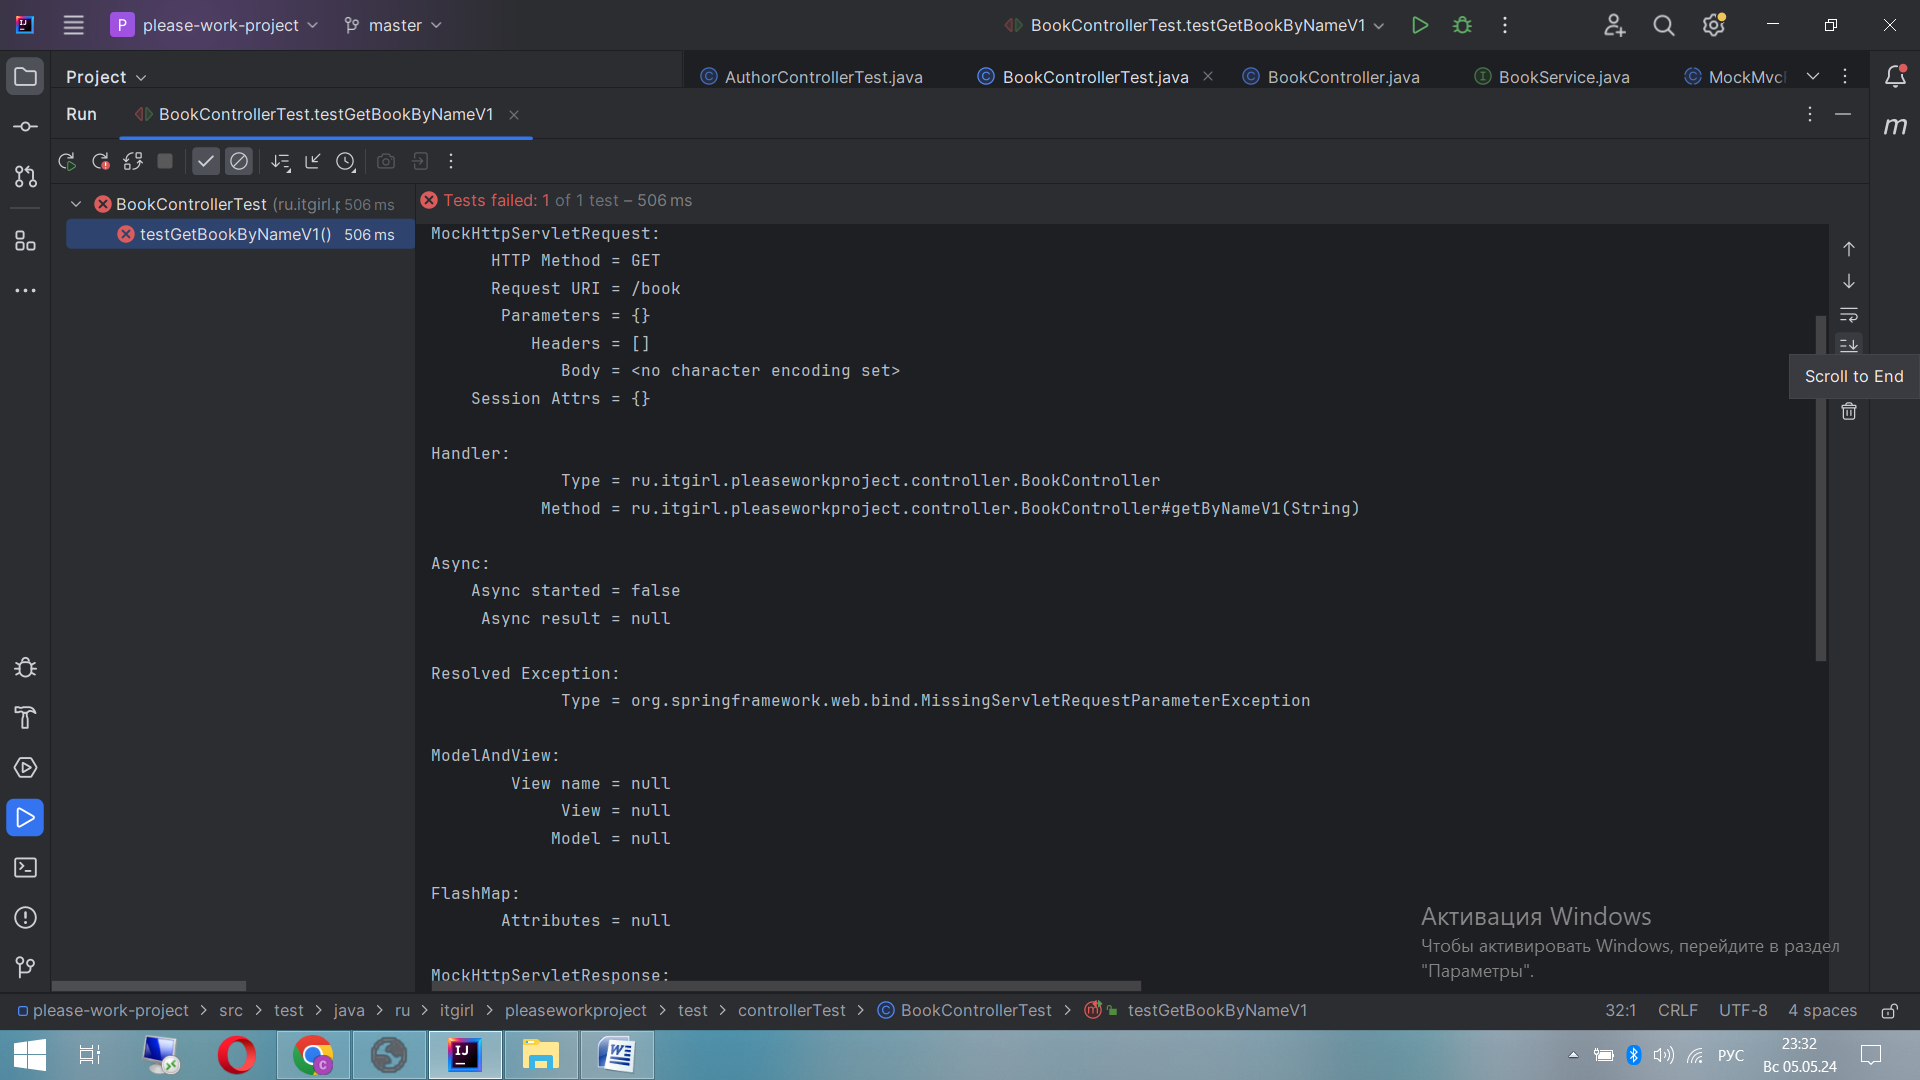 P please-work-project master BookControllerTest.testGetBookByNameV1
Project AuthorControllerTest.java BookControllerTest.java BookController.java BookService.java MockMvc
Run BookControllerTest.testGetBookByNameV1
BookControllerTest (ru.itgirl.p 506 ms
testGetBookByNameV1() 506 ms
Tests failed: 1 of 1 test – 506 ms
MockHttpServletRequest:
HTTP Method = GET
Request URI = /book
Parameters = {}
Headers = []
Body = <no character encoding set>
Session Attrs = {}
Handler:
Type = ru.itgirl.pleaseworkproject.controller.BookController
Method = ru.itgirl.pleaseworkproject.controller.BookController#getByNameV1(String)
Async:
Async started = false
Async result = null
Resolved Exception:
Type = org.springframework.web.bind.MissingServletRequestParameterException
ModelAndView:
View name = null
View = null
Model = null
FlashMap:
Attributes = null
MockHttpServletResponse:
Scroll to End
Активация Windows
Чтобы активировать Windows, перейдите в раздел
"Параметры".
please-work-project > src > test > java > ru > itgirl > pleaseworkproject > test > controllerTest > BookControllerTest > testGetBookByNameV1 32:1 CRLF UTF-8 4 spaces
РУС
23:32
Вс 05.05.24